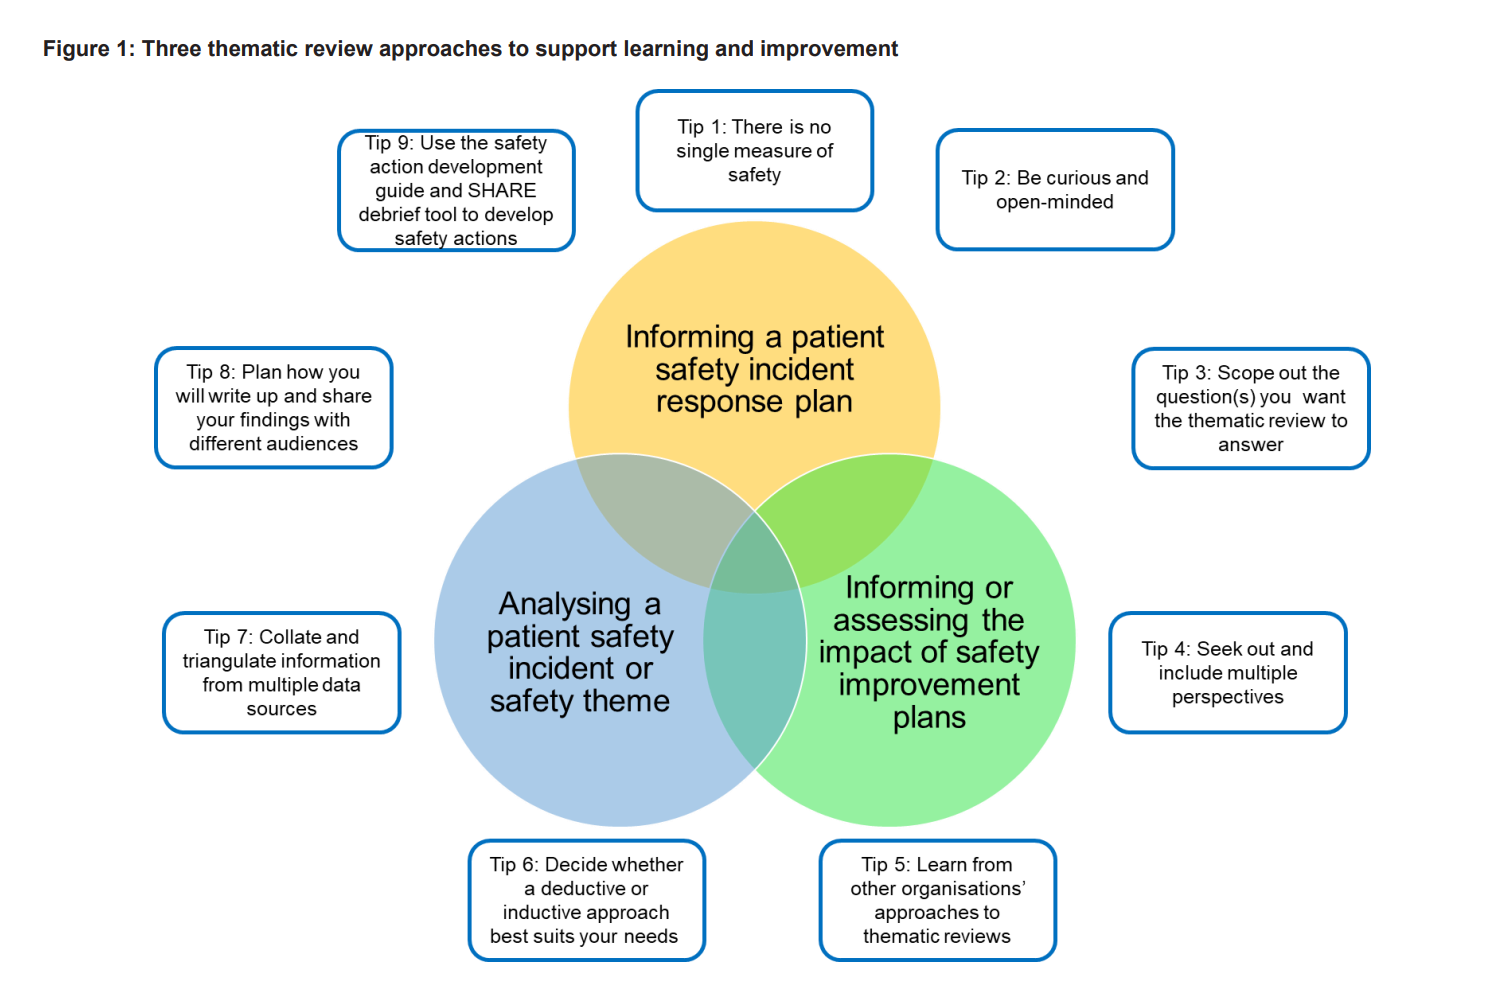 Figure 1: Three thematic review approaches to support learning and improvement
Tip 1: There is no
single measure of
safety
Tip 2: Be curious and
open-minded
Tip 3: Scope out the
question(s) you want
the thematic review to
answer
Tip 4: Seek out and
include multiple
perspectives
Tip 5: Learn from
other organisations’
approaches to
thematic reviews
Tip 6: Decide whether
a deductive or
inductive approach
best suits your needs
Tip 7: Collate and
triangulate information
from multiple data
sources
Tip 8: Plan how you
will write up and share
your findings with
different audiences
Tip 9: Use the safety
action development
guide and SHARE
debrief tool to develop
safety actions
Informing a patient
safety incident
response plan
Informing or
assessing the
impact of safety
improvement
plans
Analysing a
patient safety
incident or
safety theme